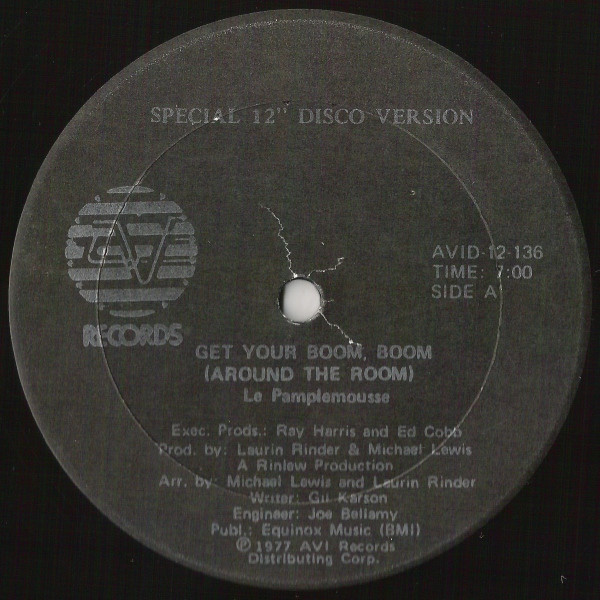 SPECIAL 12" DISCO VERSION
AVI
RECORDS
AVID-12-136
TIME: 7:00
SIDE A
GET YOUR BOOM, BOOM
(AROUND THE ROOM)
Le Pamplemousse
Exec. Prods.: Ray Harris and Ed Cobb
Prod. by: Laurin Rinder & Michael Lewis
A Rinlew Production
Arr. by: Michael Lewis and Laurin Rinder
Writer: Gil Karson
Engineer: Joe Bellamy
Publ.: Equinox Music (BMI)
℗ 1977 AVI Records
Distributing Corp.